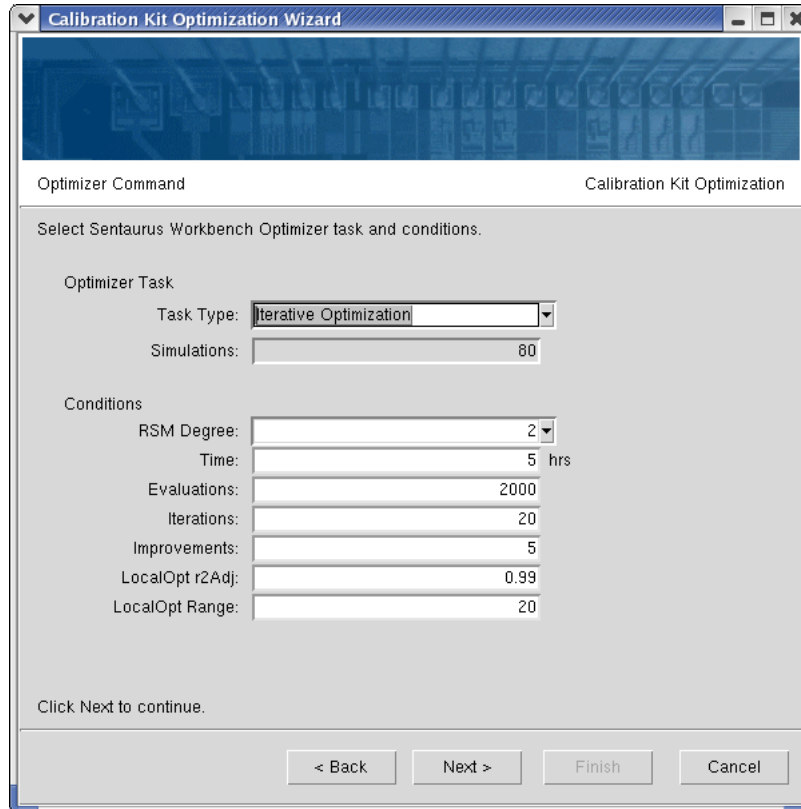 Calibration Kit Optimization Wizard
Optimizer Command
Calibration Kit Optimization
Select Sentaurus Workbench Optimizer task and conditions.
Optimizer Task
Task Type: Iterative Optimization
Simulations: 80
Conditions
RSM Degree: 2
Time: 5 hrs
Evaluations: 2000
Iterations: 20
Improvements: 5
LocalOpt r2Adj: 0.99
LocalOpt Range: 20
Click Next to continue.
< Back Next > Finish Cancel